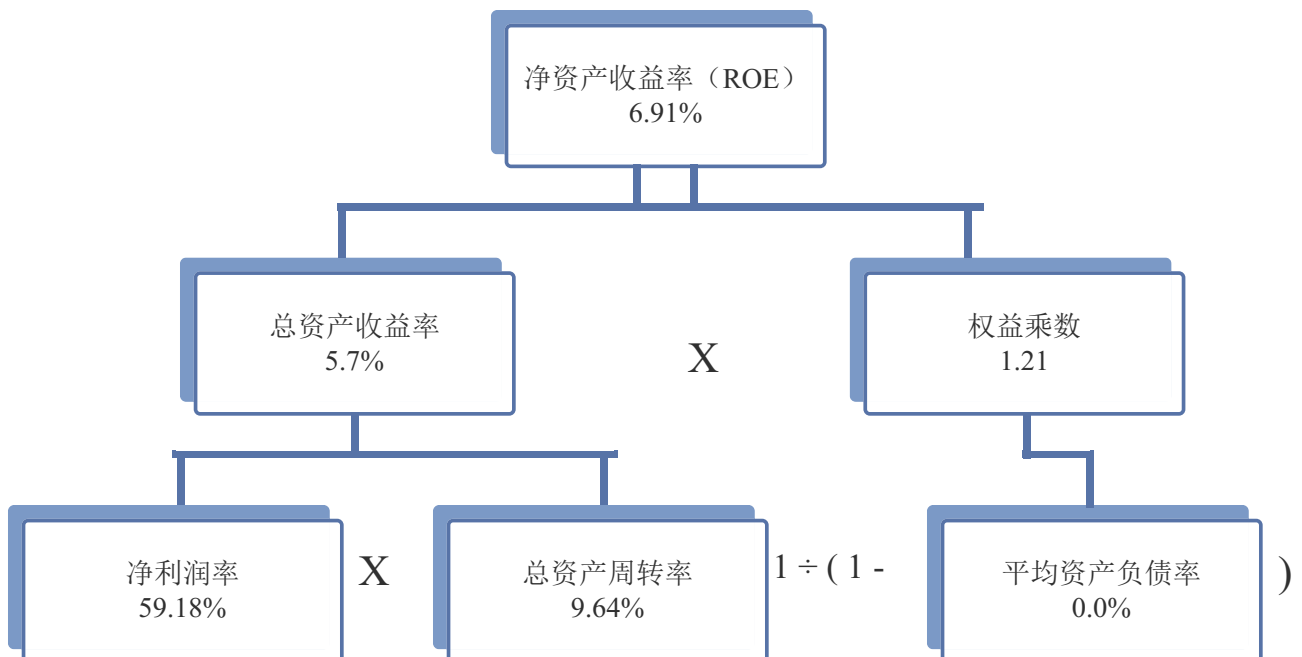 净资产收益率（ROE）
6.91%
总资产收益率
5.7%
X
权益乘数
1.21
净利润率
59.18%
X
总资产周转率
9.64%
1 ÷ ( 1 -
平均资产负债率
0.0%
)